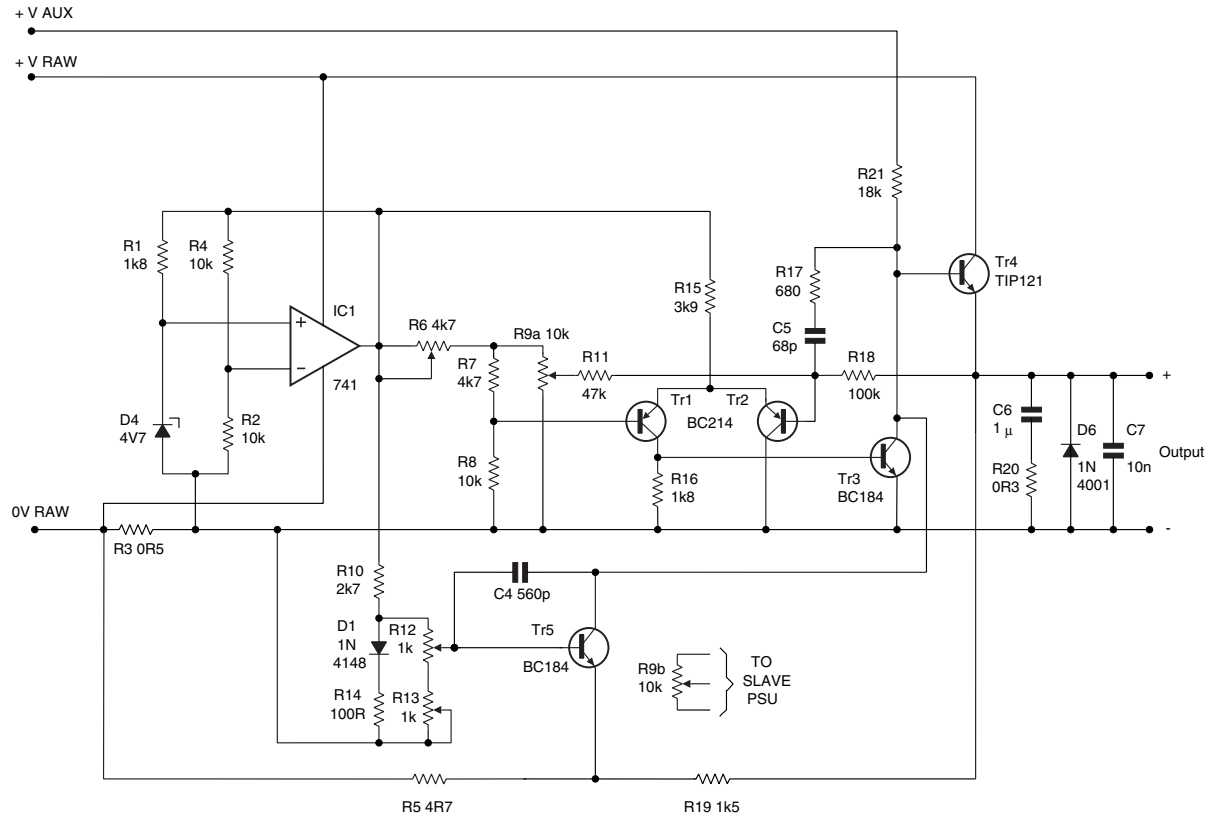 + V AUX
+ V RAW
R21
18k
R1
1k8
R4
10k
R17
680
Tr4
TIP121
R15
3k9
IC1
+
−
741
R6 4k7
R9a 10k
C5
68p
R7
4k7
R11
47k
R18
100k
+
D4
4V7
R2
10k
Tr1
Tr2
BC214
C6
1 µ
D6
1N
4001
C7
10n
Output
R8
10k
R16
1k8
Tr3
BC184
R20
0R3
0V RAW
-
R3 0R5
R10
2k7
C4 560p
D1
1N
4148
R12
1k
Tr5
BC184
R9b
10k
TO
SLAVE
PSU
R14
100R
R13
1k
R5 4R7
R19 1k5